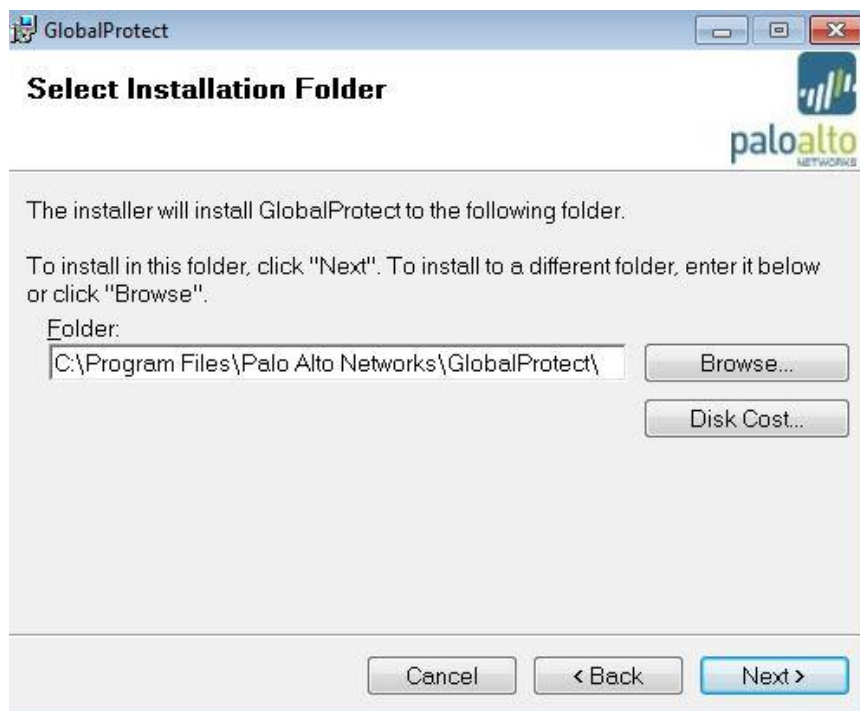 GlobalProtect
Select Installation Folder
paloalto
NETWORKS
The installer will install GlobalProtect to the following folder.
To install in this folder, click "Next". To install to a different folder, enter it below
or click "Browse".
Folder:
C:\Program Files\Palo Alto Networks\GlobalProtect\
Browse...
Disk Cost...
Cancel
< Back
Next >